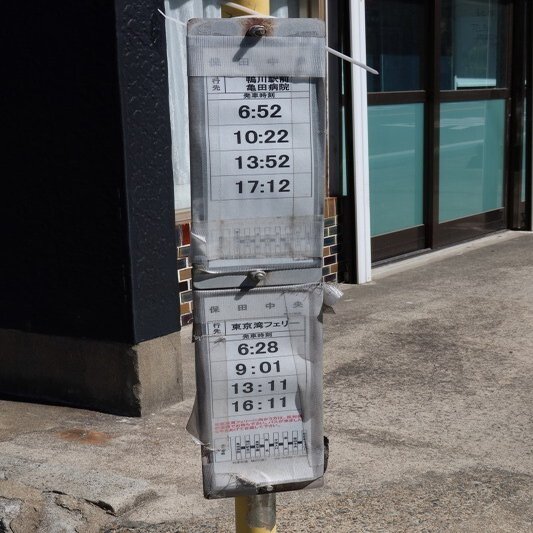 保田中央
行先
鴨川駅前
亀田病院
発車時刻
6:52
10:22
13:52
17:12
保田中央
行先
東京湾フェリー
発車時刻
6:28
9:01
13:11
16:11